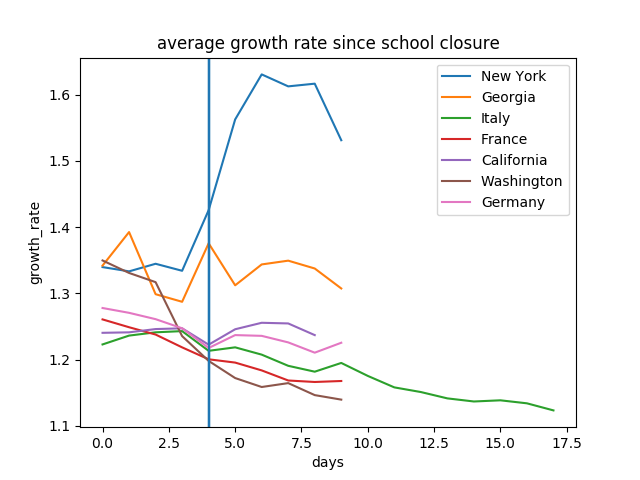 average growth rate since school closure
New York
Georgia
Italy
France
California
Washington
Germany
growth_rate
1.6
1.5
1.4
1.3
1.2
1.1
0.0 2.5 5.0 7.5 10.0 12.5 15.0 17.5
days